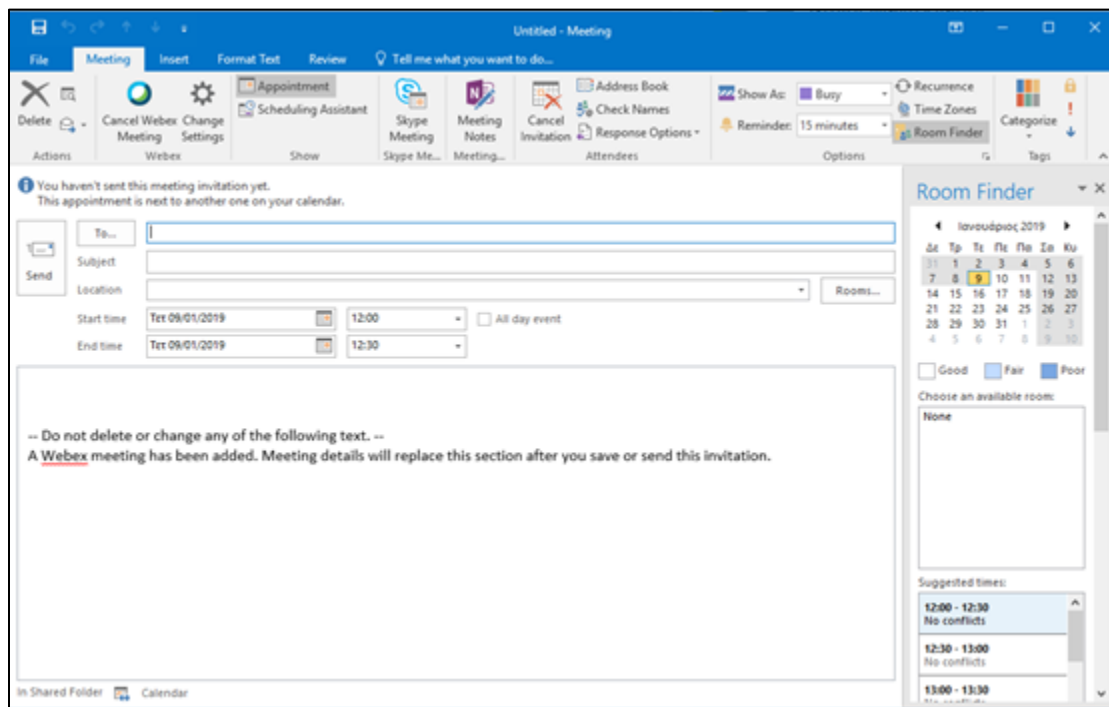 Untitled - Meeting
File Meeting Insert Format Text Review Tell me what you want to do...
Delete
Actions
Cancel Webex Meeting
Change Settings
Webex
Appointment
Scheduling Assistant
Show
Skype Meeting
Skype Me...
Meeting Notes
Meeting...
Cancel Invitation
Address Book
Check Names
Response Options
Attendees
Show As: Busy
Reminder: 15 minutes
Recurrence
Time Zones
Room Finder
Options
Categorize
Tags
You haven't sent this meeting invitation yet.
This appointment is next to another one on your calendar.
Send
To...
Subject
Location Rooms...
Start time Τετ 09/01/2019 12:00 All day event
End time Τετ 09/01/2019 12:30
-- Do not delete or change any of the following text. --
A Webex meeting has been added. Meeting details will replace this section after you save or send this invitation.
In Shared Folder Calendar
Room Finder
Ιανουάριος 2019
Δε Τρ Τε Πε Πα Σα Κυ
31 1 2 3 4 5 6
7 8 9 10 11 12 13
14 15 16 17 18 19 20
21 22 23 24 25 26 27
28 29 30 31 1 2 3
4 5 6 7 8 9 10
Good Fair Poor
Choose an available room:
None
Suggested times:
12:00 - 12:30
No conflicts
12:30 - 13:00
No conflicts
13:00 - 13:30